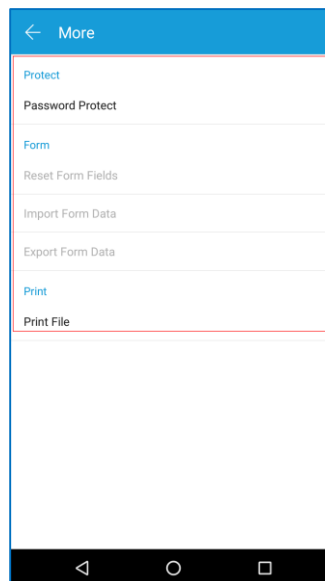 More
Protect
Password Protect
Form
Reset Form Fields
Import Form Data
Export Form Data
Print
Print File